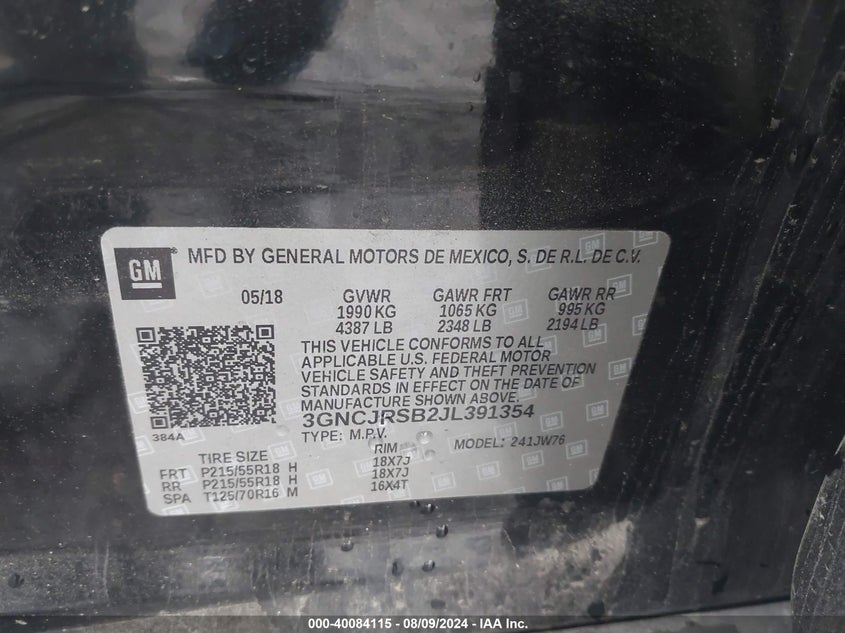 GM ® MFD BY GENERAL MOTORS DE MEXICO, S. DE R.L. DE C.V.
05/18 GVWR GAWR FRT GAWR RR
1990 KG 1065 KG 995 KG
4387 LB 2348 LB 2194 LB
THIS VEHICLE CONFORMS TO ALL
APPLICABLE U.S. FEDERAL MOTOR
VEHICLE SAFETY AND THEFT PREVENTION
STANDARDS IN EFFECT ON THE DATE OF
MANUFACTURE SHOWN ABOVE.
3GNCJRSB2JL391354
384A TYPE: M.P.V. MODEL: 241JW76
TIRE SIZE RIM
FRT P215/55R18 H 18X7J
RR P215/55R18 H 18X7J
SPA T125/70R16 M 16X4T
000-40084115 - 08/09/2024 - IAA Inc.